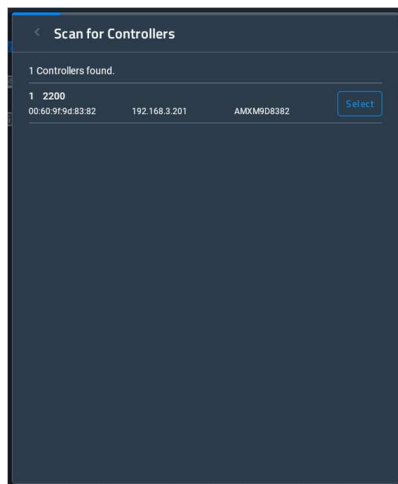 Scan for Controllers
1 Controllers found.
1 2200
00:60:9f:9d:83:82 192.168.3.201 AMXM9D8382
Select